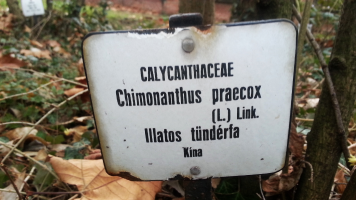 CALYCANTHACEAE
Chimonanthus praecox
(L.) Link.
Illatos tündérfa
Kína